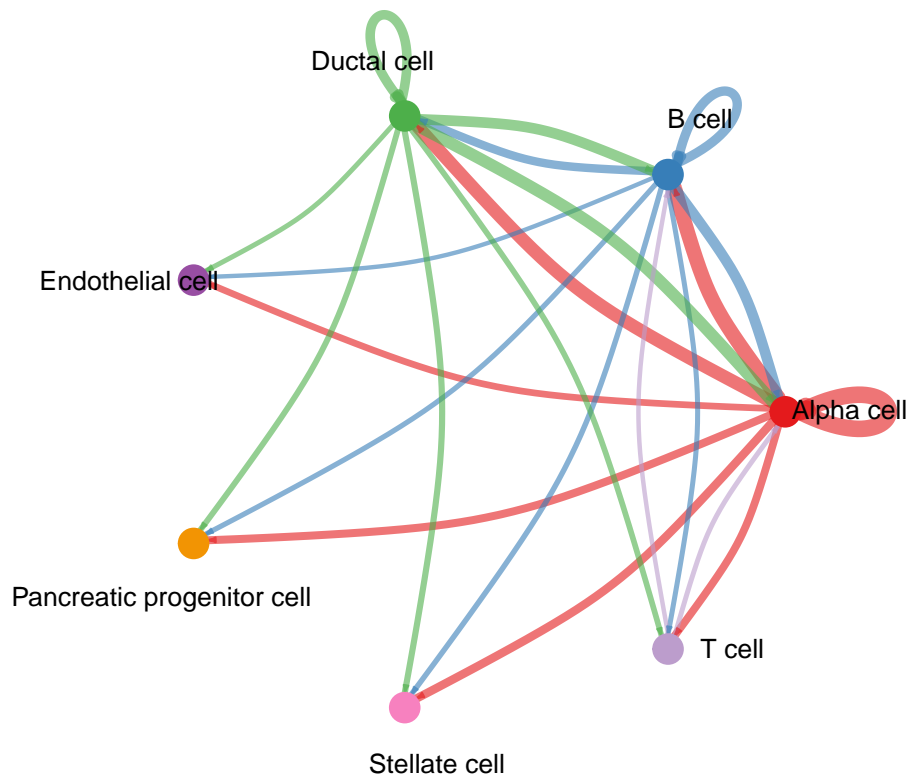 Ductal cell
B cell
Endothelial cell
Alpha cell
Pancreatic progenitor cell
T cell
Stellate cell